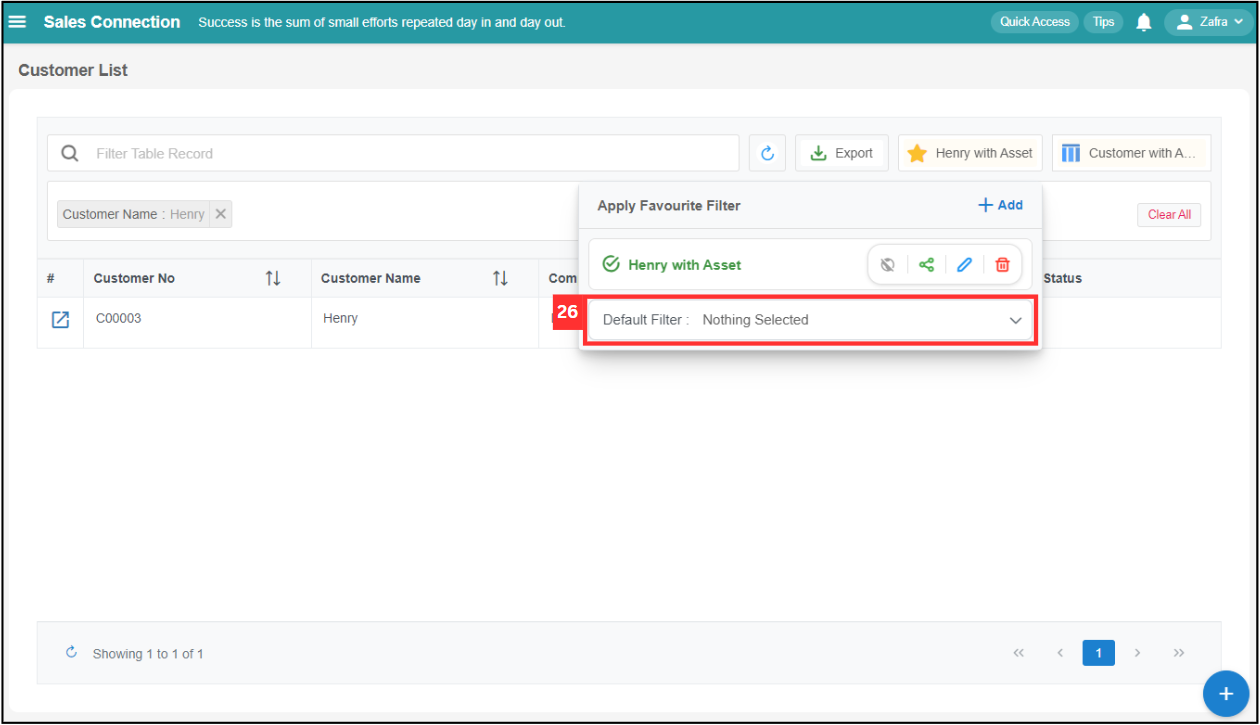 Sales Connection Success is the sum of small efforts repeated day in and day out. Quick Access Tips Zafra
Customer List
Filter Table Record Export Henry with Asset Customer with A...
Customer Name : Henry Clear All
Apply Favourite Filter + Add
Henry with Asset
# Customer No Customer Name Com Status
26 Default Filter : Nothing Selected
C00003 Henry
Showing 1 to 1 of 1 << < 1 > >>
+